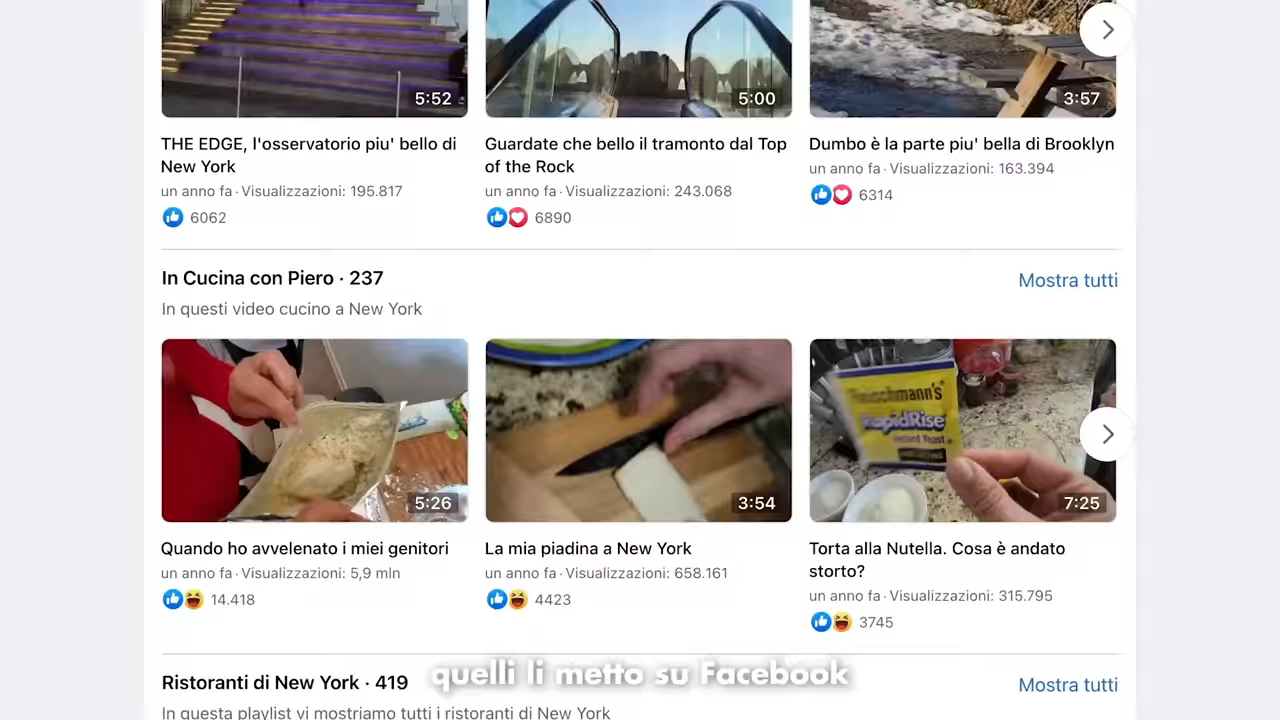 5:52
5:00
3:57
THE EDGE, l'osservatorio piu' bello di
New York
un anno fa · Visualizzazioni: 195.817
6062
Guardate che bello il tramonto dal Top
of the Rock
un anno fa · Visualizzazioni: 243.068
6890
Dumbo è la parte piu' bella di Brooklyn
un anno fa · Visualizzazioni: 163.394
6314
In Cucina con Piero · 237
Mostra tutti
In questi video cucino a New York
5:26
3:54
RapidRise
7:25
Quando ho avvelenato i miei genitori
un anno fa · Visualizzazioni: 5,9 mln
14.418
La mia piadina a New York
un anno fa · Visualizzazioni: 658.161
4423
Torta alla Nutella. Cosa è andato
storto?
un anno fa · Visualizzazioni: 315.795
3745
quelli li metto su Facebook
Ristoranti di New York · 419
Mostra tutti
In questa playlist vi mostriamo tutti i ristoranti di New York